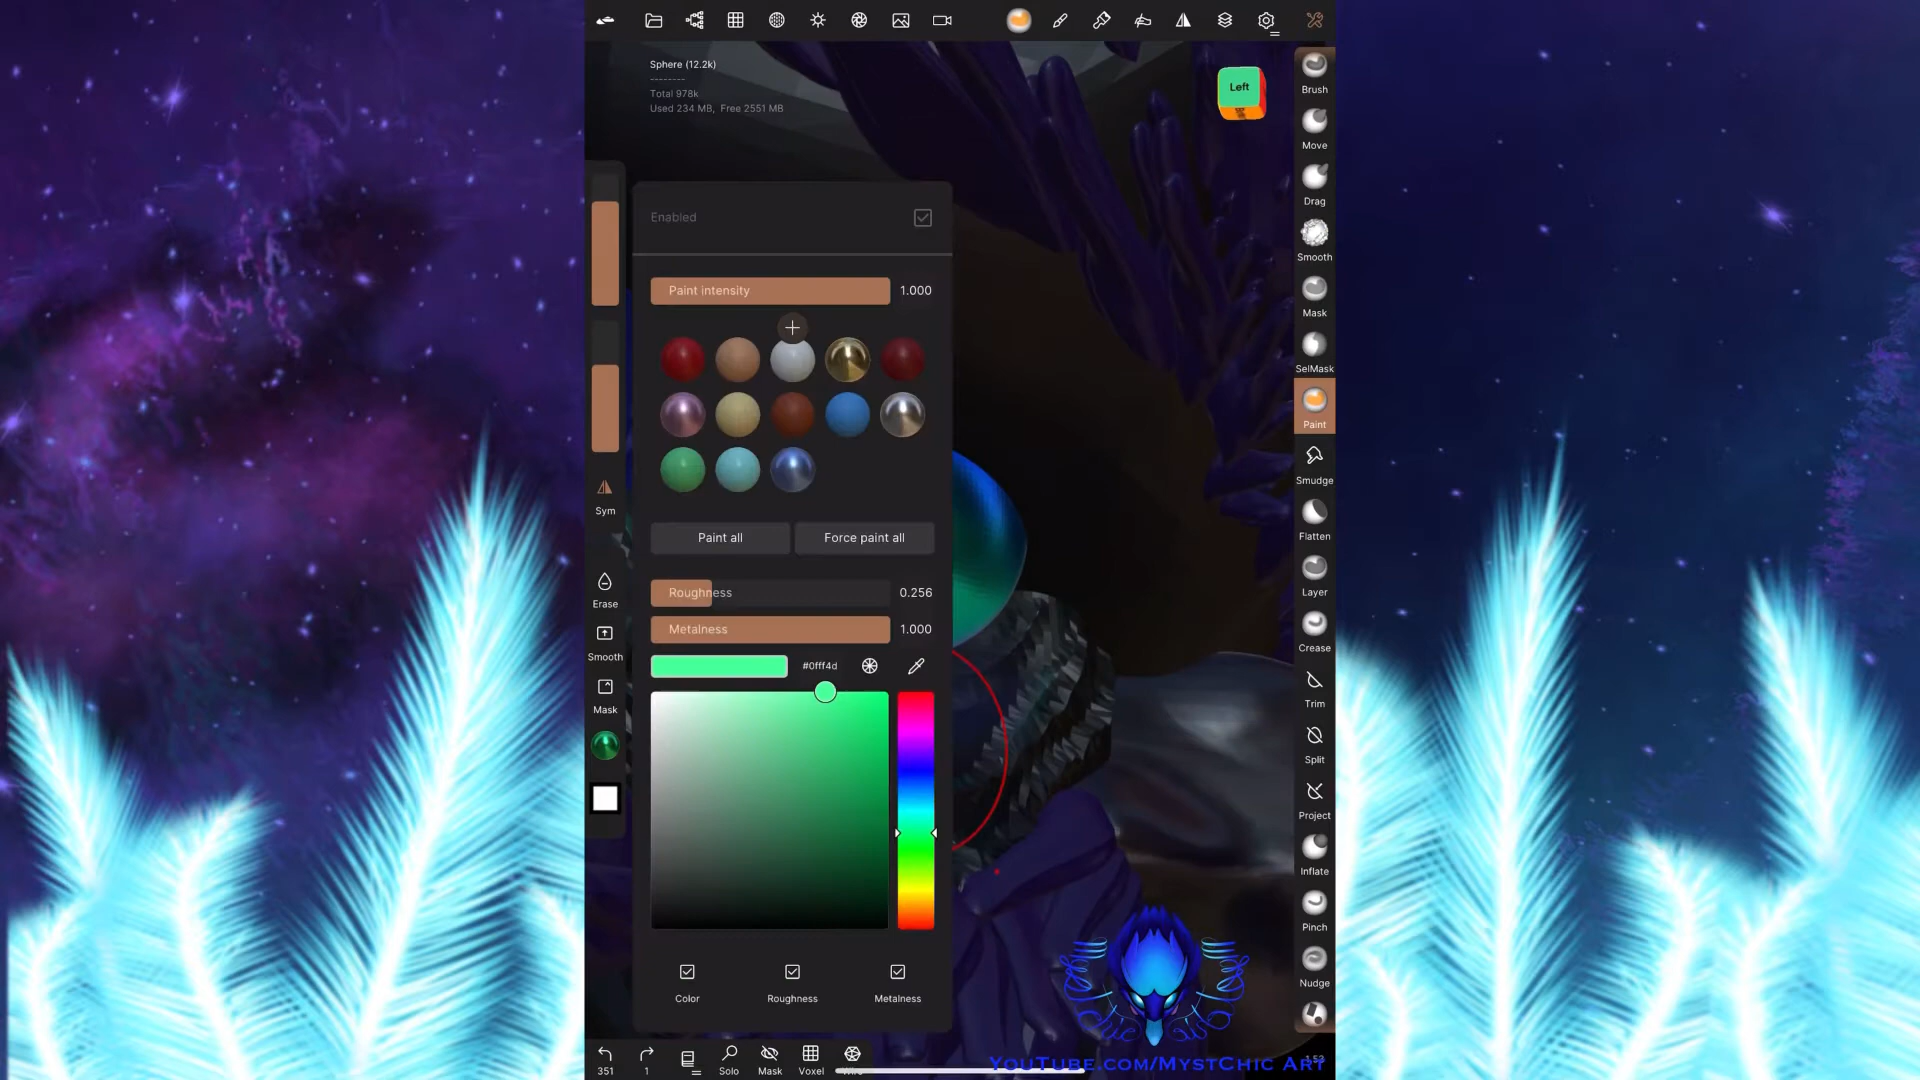 Sphere (12.2k)
--------
Total 978k
Used 234 MB, Free 2551 MB
Left
Brush
Move
Drag
Smooth
Mask
SelMask
Paint
Smudge
Flatten
Layer
Crease
Trim
Split
Project
Inflate
Pinch
Nudge
Enabled
Paint intensity 1.000
Paint all Force paint all
Roughness 0.256
Metalness 1.000
#0fff4d
Color Roughness Metalness
Sym
Erase
Smooth
Mask
351 1 Solo Mask Voxel
YouTube.com/MystChic Art